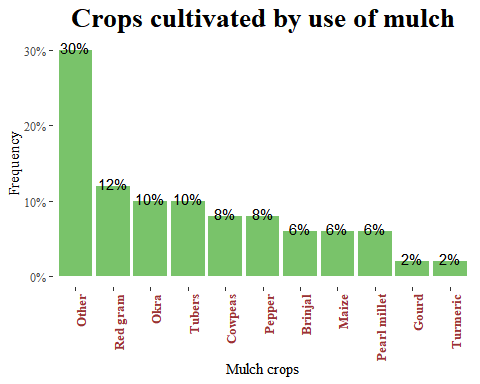 Crops cultivated by use of mulch
Frequency
30%
20%
10%
0%
30%
12%
10%
10%
8%
8%
6%
6%
6%
2%
2%
Other
Red gram
Okra
Tubers
Cowpeas
Pepper
Brinjal
Maize
Pearl millet
Gourd
Turmeric
Mulch crops